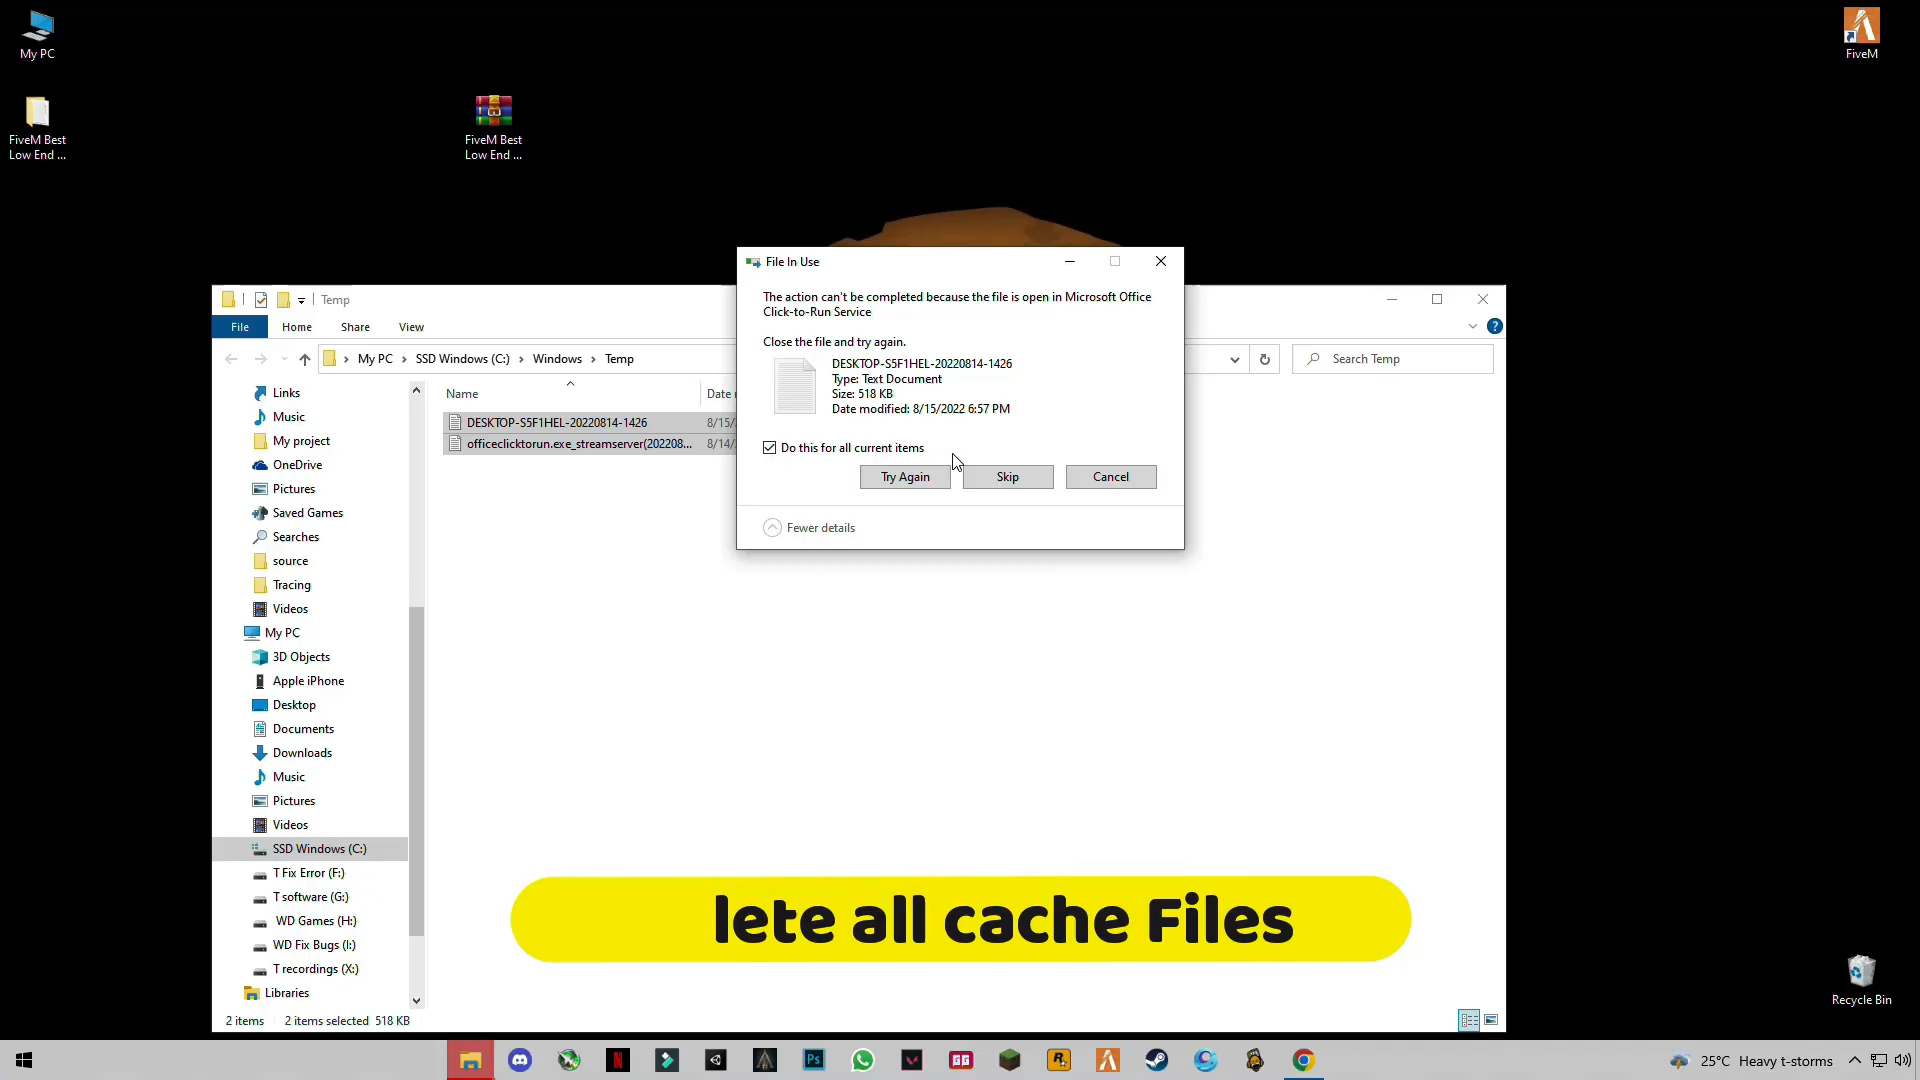 My PC
FiveM
FiveM Best
Low End ...
FiveM Best
Low End ...
File In Use
The action can't be completed because the file is open in Microsoft Office
Click-to-Run Service
Close the file and try again.
DESKTOP-S5F1HEL-20220814-1426
Type: Text Document
Size: 518 KB
Date modified: 8/15/2022 6:57 PM
Do this for all current items
Try Again Skip Cancel
Fewer details
Temp
File Home Share View
My PC SSD Windows (C:) Windows Temp
Search Temp
Name
DESKTOP-S5F1HEL-20220814-1426 8/15/
officeclicktorun.exe_streamserver(202208... 8/14/
Links
Music
My project
OneDrive
Pictures
Saved Games
Searches
source
Tracing
Videos
My PC
3D Objects
Apple iPhone
Desktop
Documents
Downloads
Music
Pictures
Videos
SSD Windows (C:)
T Fix Error (F:)
T software (G:)
WD Games (H:)
WD Fix Bugs (I:)
T recordings (X:)
Libraries
2 items 2 items selected 518 KB
lete all cache Files
Recycle Bin
25°C Heavy t-storms